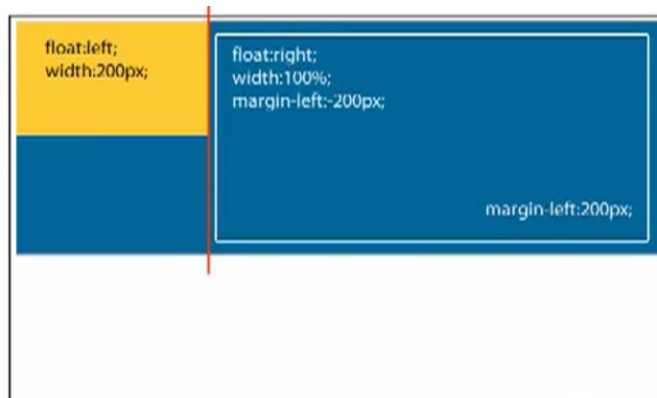 float:left;
width:200px;
float:right;
width:100%;
margin-left:-200px;
margin-left:200px;